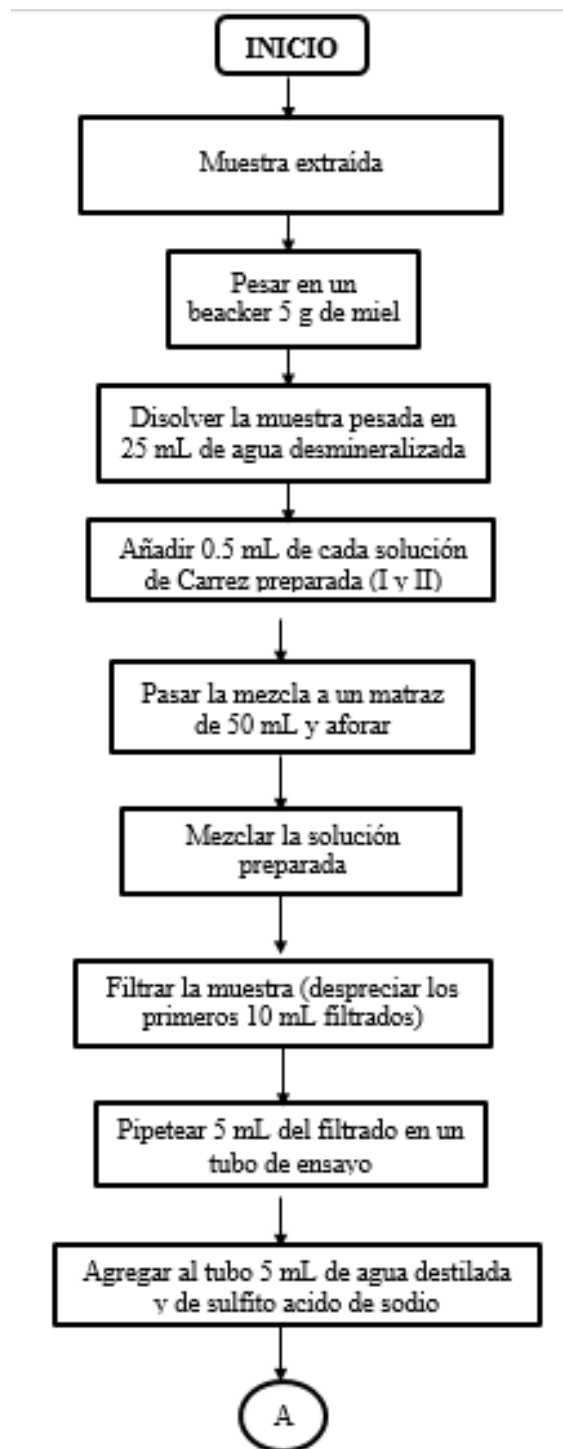 INICIO
Muestra extraída
Pesar en un
beacker 5 g de miel
Disolver la muestra pesada en
25 mL de agua desmineralizada
Añadir 0.5 mL de cada solución
de Carrez preparada (I y II)
Pasar la mezcla a un matraz
de 50 mL y aforar
Mezclar la solución
preparada
Filtrar la muestra (despreciar los
primeros 10 mL filtrados)
Pipetear 5 mL del filtrado en un
tubo de ensayo
Agregar al tubo 5 mL de agua destilada
y de sulfito acido de sodio
A